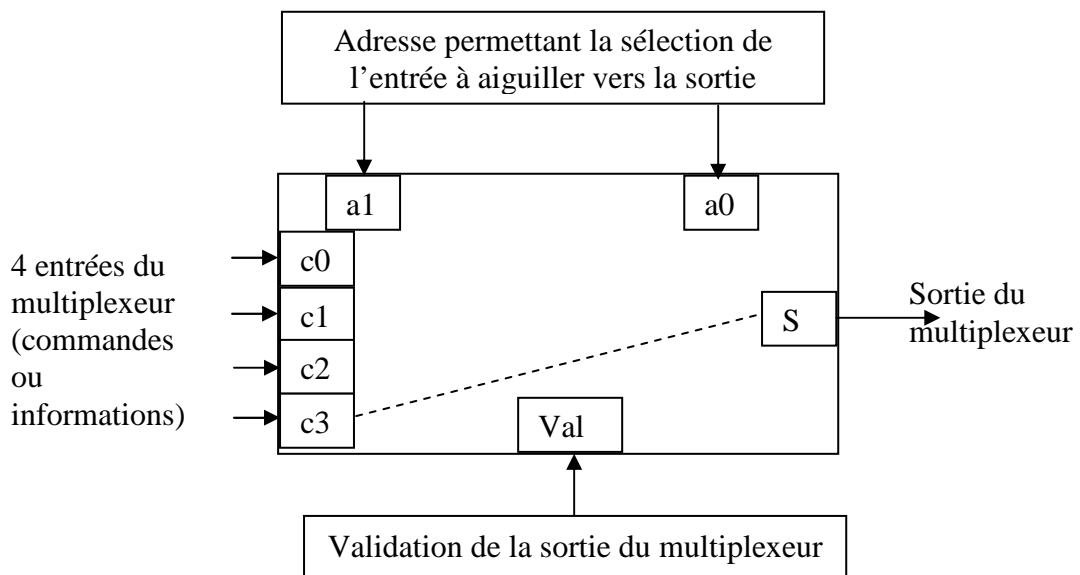 Adresse permettant la sélection de
l'entrée à aiguiller vers la sortie
a1
a0
4 entrées du
multiplexeur
(commandes
ou
informations)
c0
c1
c2
c3
S
Sortie du
multiplexeur
Val
Validation de la sortie du multiplexeur